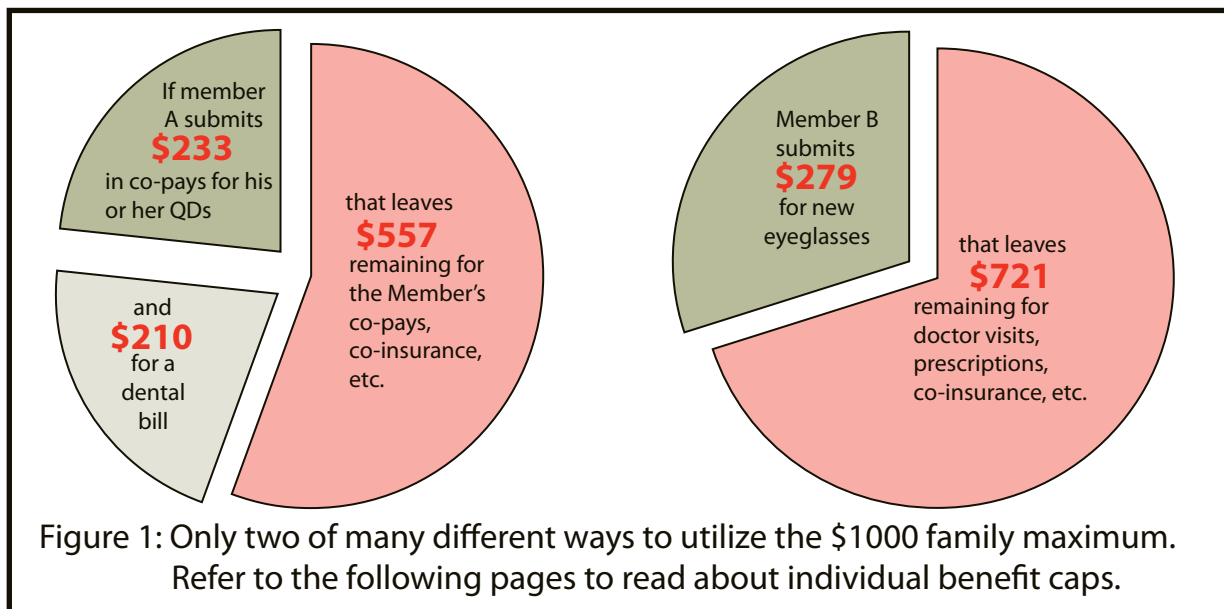 If member
A submits
$233
in co-pays for his
or her QDs
and
$210
for a
dental
bill
that leaves
$557
remaining for
the Member’s
co-pays,
co-insurance,
etc.
Member B
submits
$279
for new
eyeglasses
that leaves
$721
remaining for
doctor visits,
prescriptions,
co-insurance, etc.
Figure 1: Only two of many different ways to utilize the $1000 family maximum.
Refer to the following pages to read about individual benefit caps.